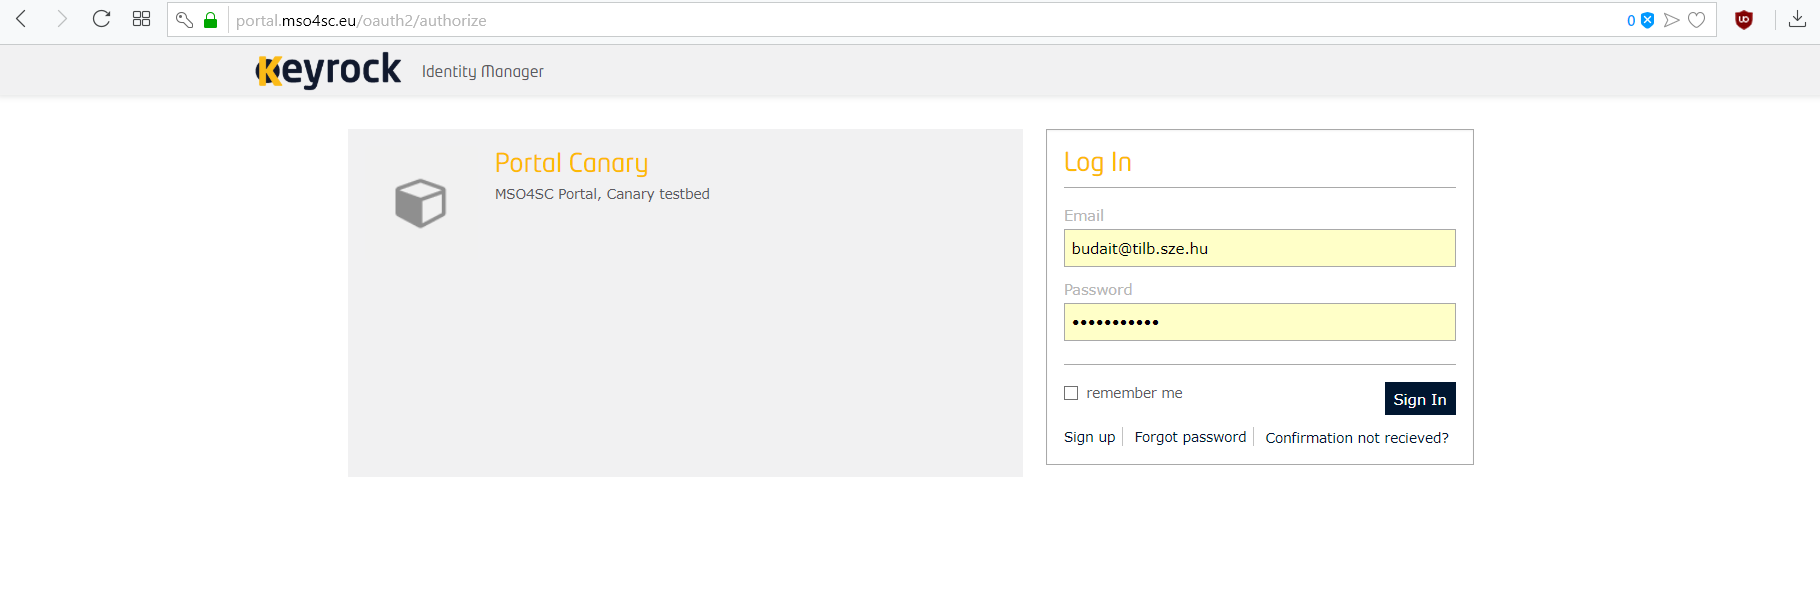 portal.mso4sc.eu/oauth2/authorize
0
Keyrock Identity Manager
Portal Canary
MSO4SC Portal, Canary testbed
Log In
Email
budait@tilb.sze.hu
Password
•••••••••••
remember me
Sign In
Sign up
Forgot password
Confirmation not recieved?